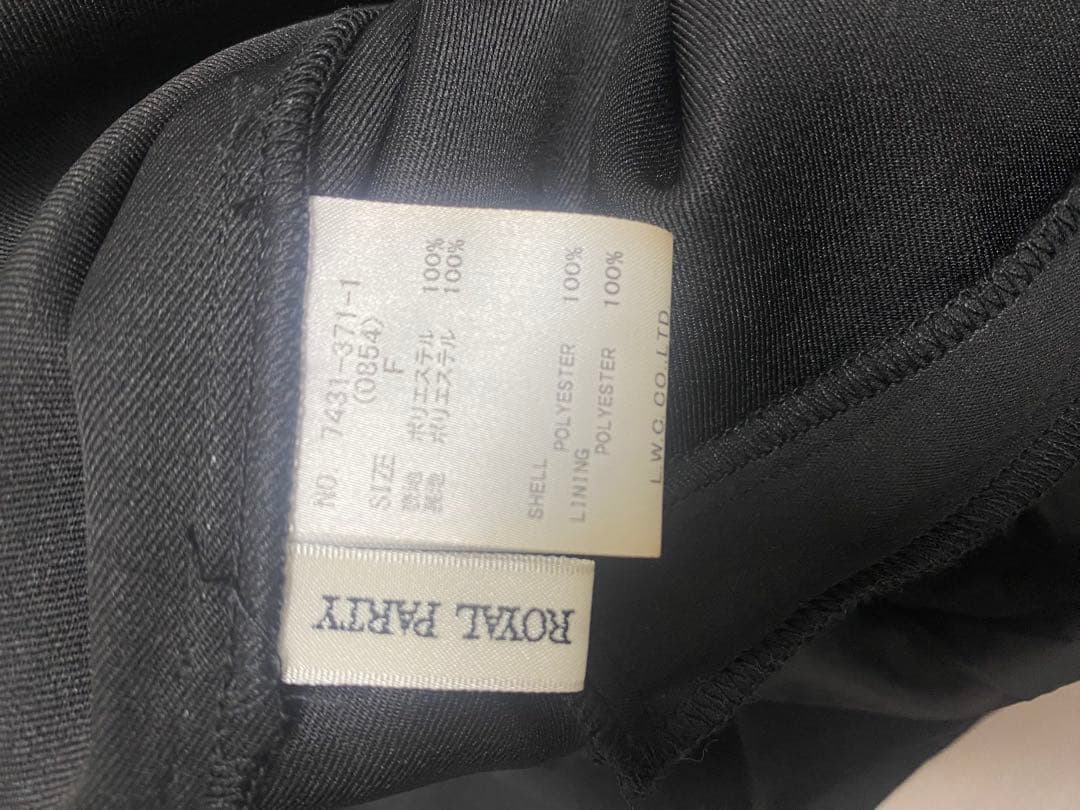 NO. 7431-371-1
(0854)
SIZE F
表地 ポリエステル 100%
裏地 ポリエステル 100%
SHELL
POLYESTER 100%
LINING
POLYESTER 100%
L.W.C.CO.,LTD
ROYAL PARTY